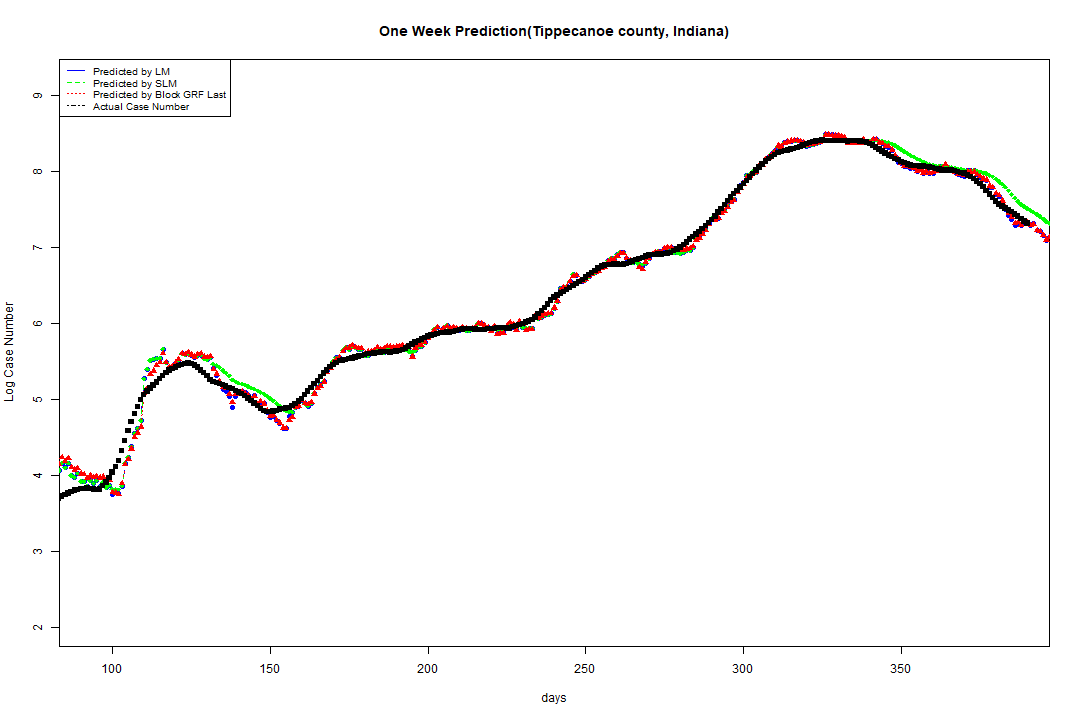 One Week Prediction(Tippecanoe county, Indiana)
Predicted by LM
Predicted by SLM
Predicted by Block GRF Last
Actual Case Number
9
8
7
6
5
4
3
2
Log Case Number
100 150 200 250 300 350
days